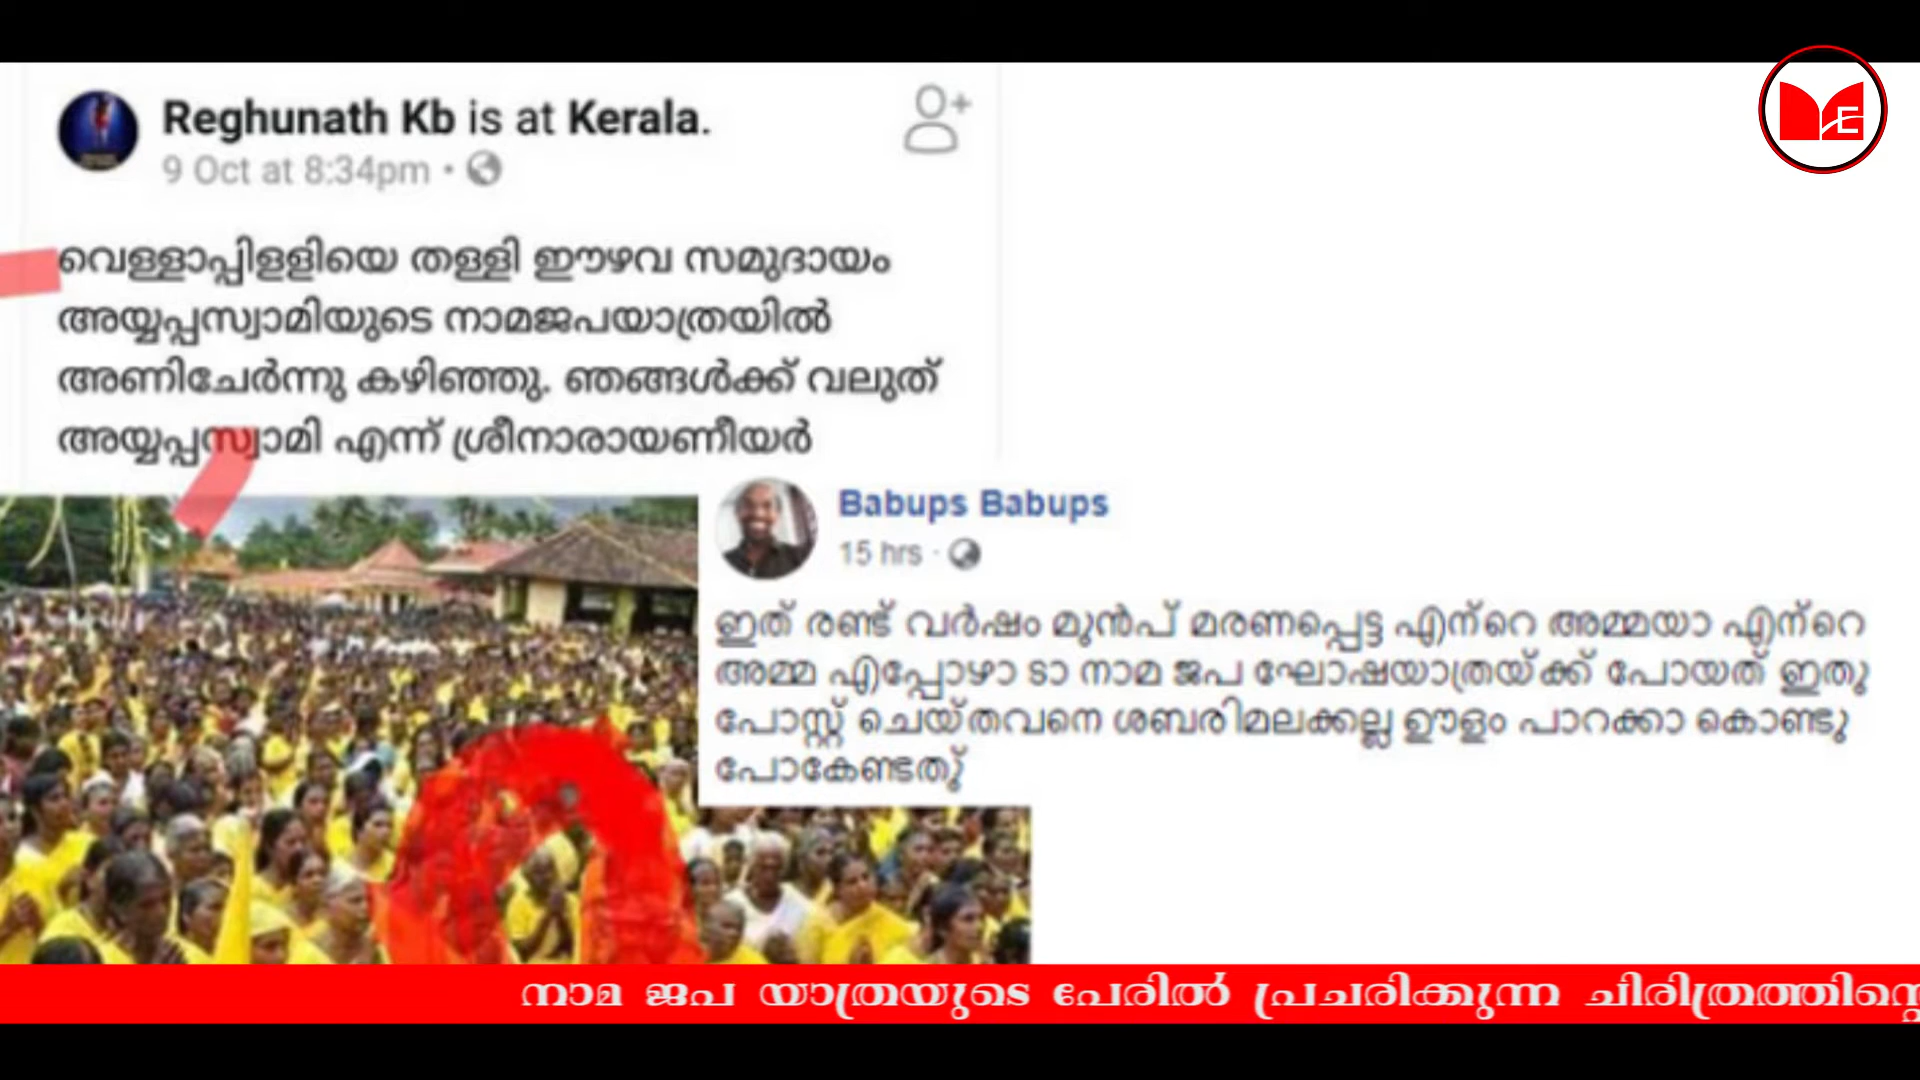 Reghunath Kb is at Kerala.
9 Oct at 8:34pm •
വെള്ളാപ്പിളളിയെ തള്ളി ഈഴവ സമുദായം
അയ്യപ്പസ്വാമിയുടെ നാമജപയാത്രയിൽ
അണിചേർന്നു കഴിഞ്ഞു. ഞങ്ങൾക്ക് വലുത്
അയ്യപ്പസ്വാമി എന്ന് ശ്രീനാരായണീയർ
Babups Babups
15 hrs ·
ഇത് രണ്ട് വർഷം മുൻപ് മരണപ്പെട്ട എന്റെ അമ്മയാ എന്റെ
അമ്മ എപ്പോഴാ ടാ നാമ ജപ ഘോഷയാത്രയ്ക്ക് പോയത് ഇതു
പോസ്റ്റ് ചെയ്തവനെ ശബരിമലക്കല്ല ഊളം പാറക്കാ കൊണ്ടു
പോകേണ്ടതു്
E
നാമ ജപ യാത്രയുടെ പേരിൽ പ്രചരിക്കുന്ന ചിരിത്രത്തിന്റെ